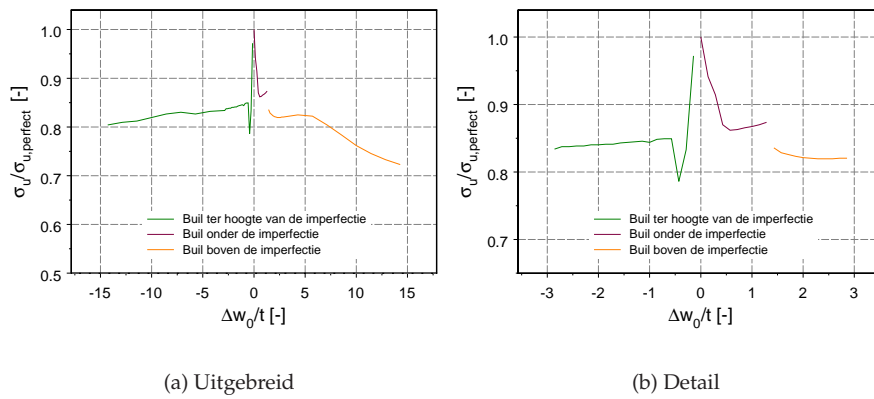 1.0
0.9
0.8
0.7
0.6
0.5
σu/σu,perfect [-]
Buil ter hoogte van de imperfectie
Buil onder de imperfectie
Buil boven de imperfectie
-15 -10 -5 0 5 10 15
Δw0/t [-]
(a) Uitgebreid
1.0
0.9
0.8
0.7
σu/σu,perfect [-]
Buil ter hoogte van de imperfectie
Buil onder de imperfectie
Buil boven de imperfectie
-3 -2 -1 0 1 2 3
Δw0/t [-]
(b) Detail